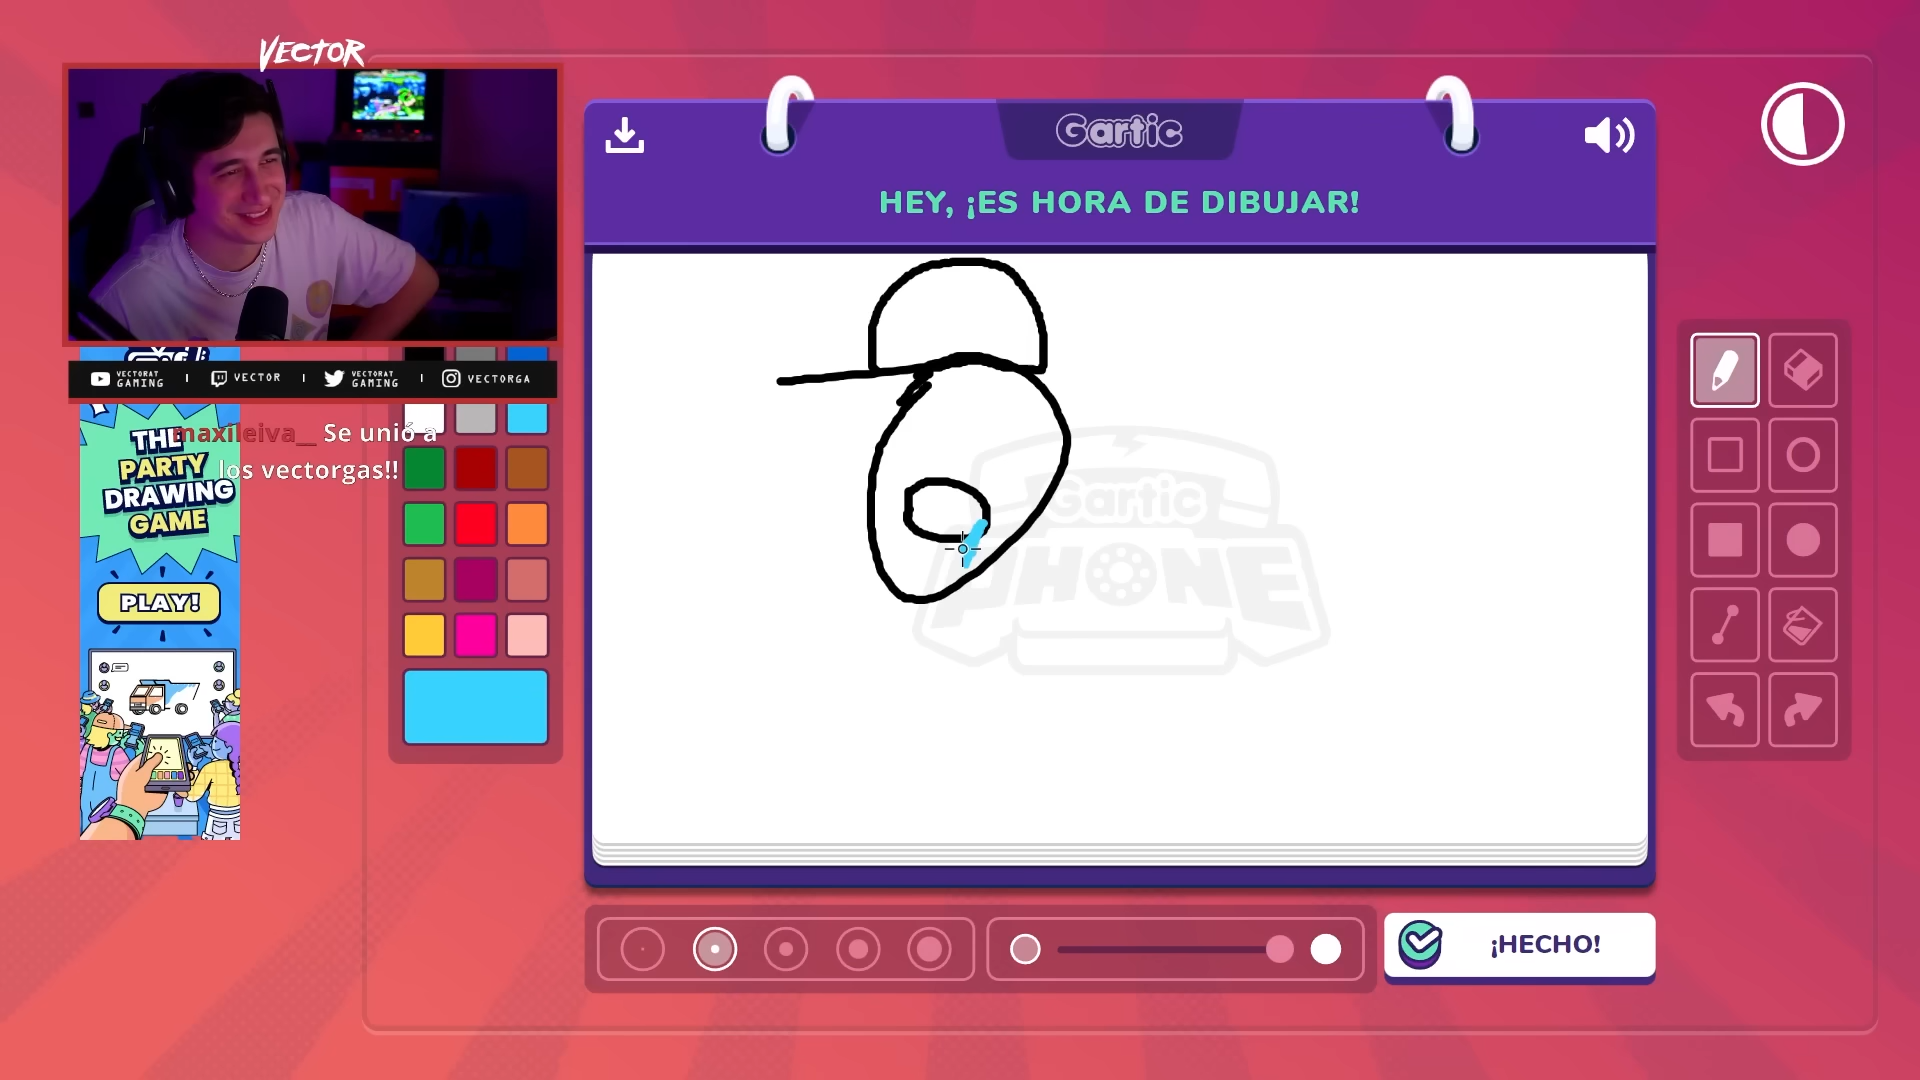 VECTOR
Gartic
HEY, ¡ES HORA DE DIBUJAR!
VECTORAT GAMING
VECTOR
VECTORAT GAMING
VECTORGA
maxileiva__ Se unió a
los vectorgas!!
THE
PARTY
DRAWING
GAME
PLAY!
Gartic
PHONE
¡HECHO!